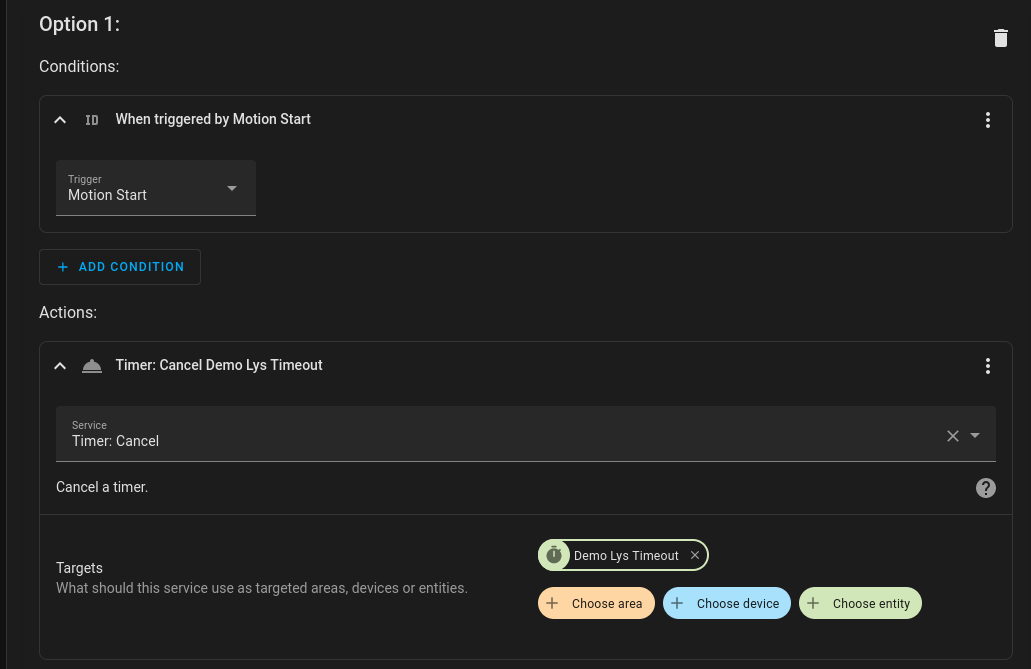 Option 1:
Conditions:
ID When triggered by Motion Start
Trigger
Motion Start
ADD CONDITION
Actions:
Timer: Cancel Demo Lys Timeout
Service
Timer: Cancel
Cancel a timer.
Demo Lys Timeout
Targets
What should this service use as targeted areas, devices or entities.
Choose area Choose device Choose entity